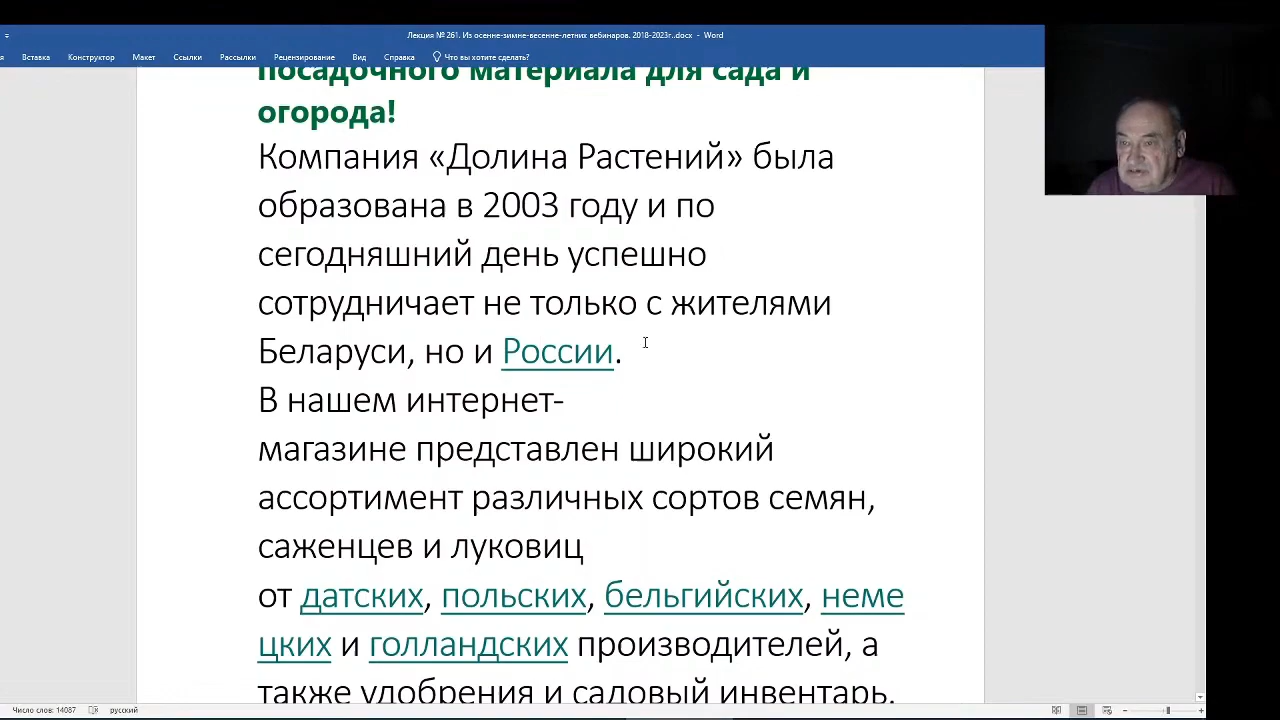 Лекция № 261. Из осенне-зимне-весенне-летних вебинаров. 2018-2023г..docx - Word
Вставка Конструктор Макет Ссылки Рассылки Рецензирование Вид Справка Что вы хотите сделать?
посадочного материала для сада и
огорода!
Компания «Долина Растений» была
образована в 2003 году и по
сегодняшний день успешно
сотрудничает не только с жителями
Беларуси, но и России.
В нашем интернет-
магазине представлен широкий
ассортимент различных сортов семян,
саженцев и луковиц
от датских, польских, бельгийских, неме
цких и голландских производителей, а
также удобрения и садовый инвентарь.
Число слов: 14087 русский